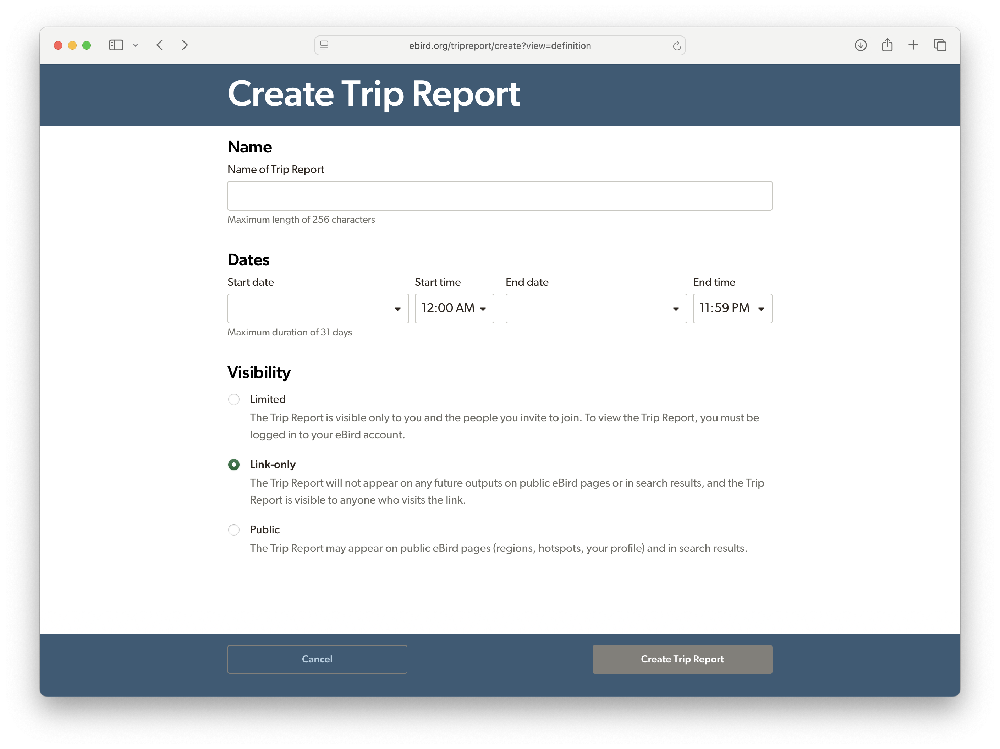 ebird.org/tripreport/create?view=definition
Create Trip Report
Name
Name of Trip Report
Maximum length of 256 characters
Dates
Start date
Start time
End date
End time
12:00 AM
11:59 PM
Maximum duration of 31 days
Visibility
Limited
The Trip Report is visible only to you and the people you invite to join. To view the Trip Report, you must be
logged in to your eBird account.
Link-only
The Trip Report will not appear on any future outputs on public eBird pages or in search results, and the Trip
Report is visible to anyone who visits the link.
Public
The Trip Report may appear on public eBird pages (regions, hotspots, your profile) and in search results.
Cancel
Create Trip Report